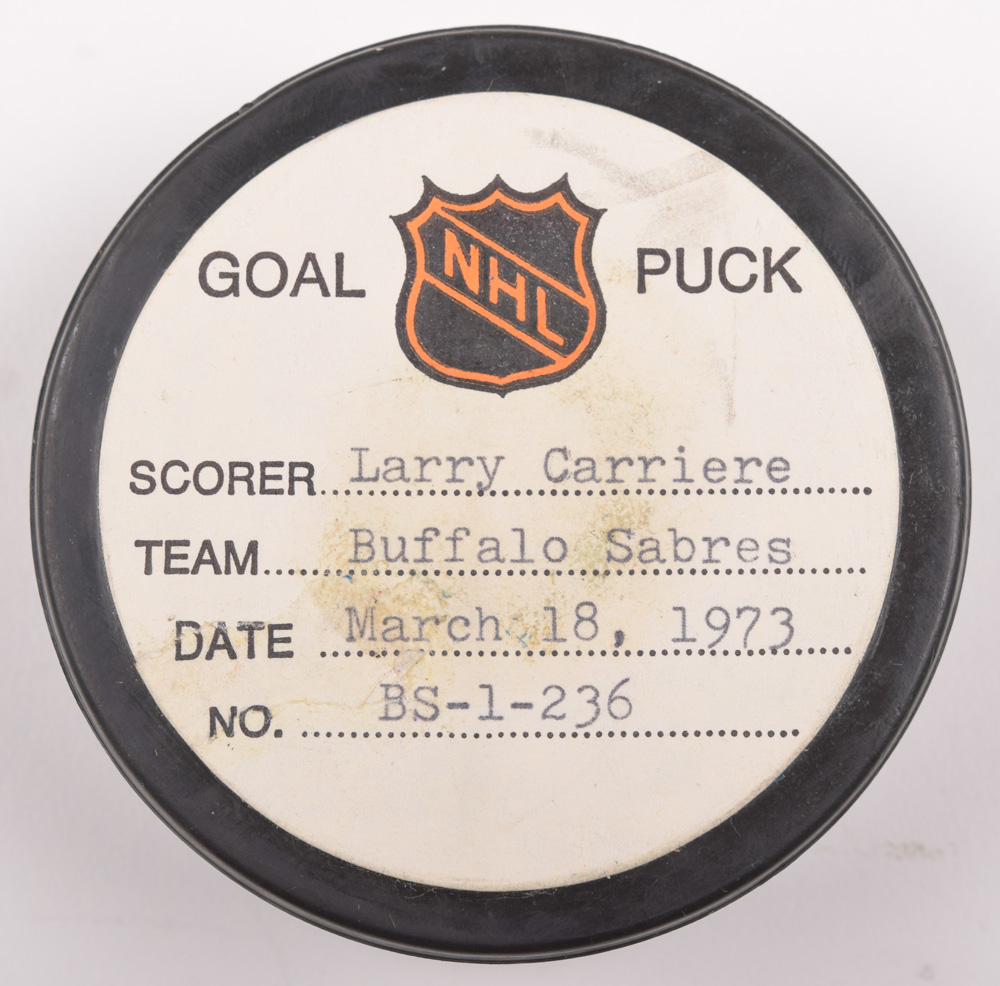 GOAL NHL PUCK
SCORER Larry Carriere
TEAM Buffalo Sabres
DATE March 18, 1973
NO. BS-1-236